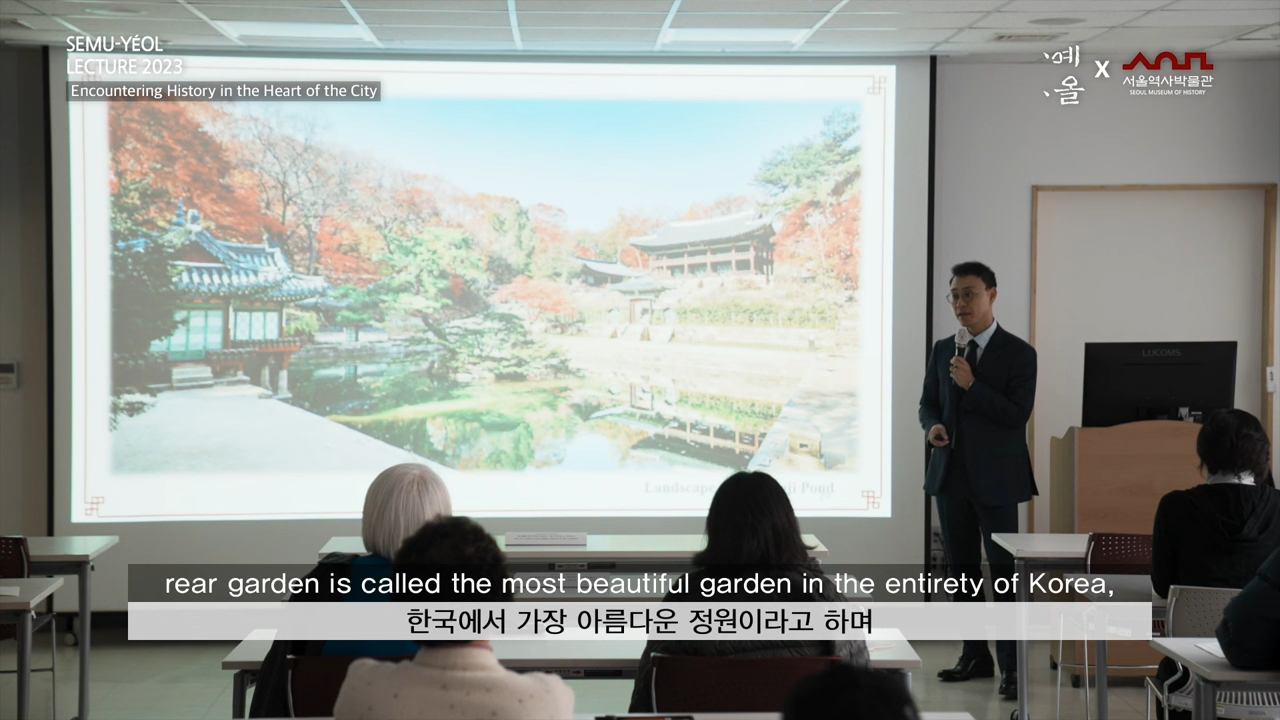 SEMU-YÉOL
LECTURE 2023
Encountering History in the Heart of the City
예올 X 서울역사박물관
SEOUL MUSEUM OF HISTORY
LUCOMS
Landscape Pond
rear garden is called the most beautiful garden in the entirety of Korea,
한국에서 가장 아름다운 정원이라고 하며